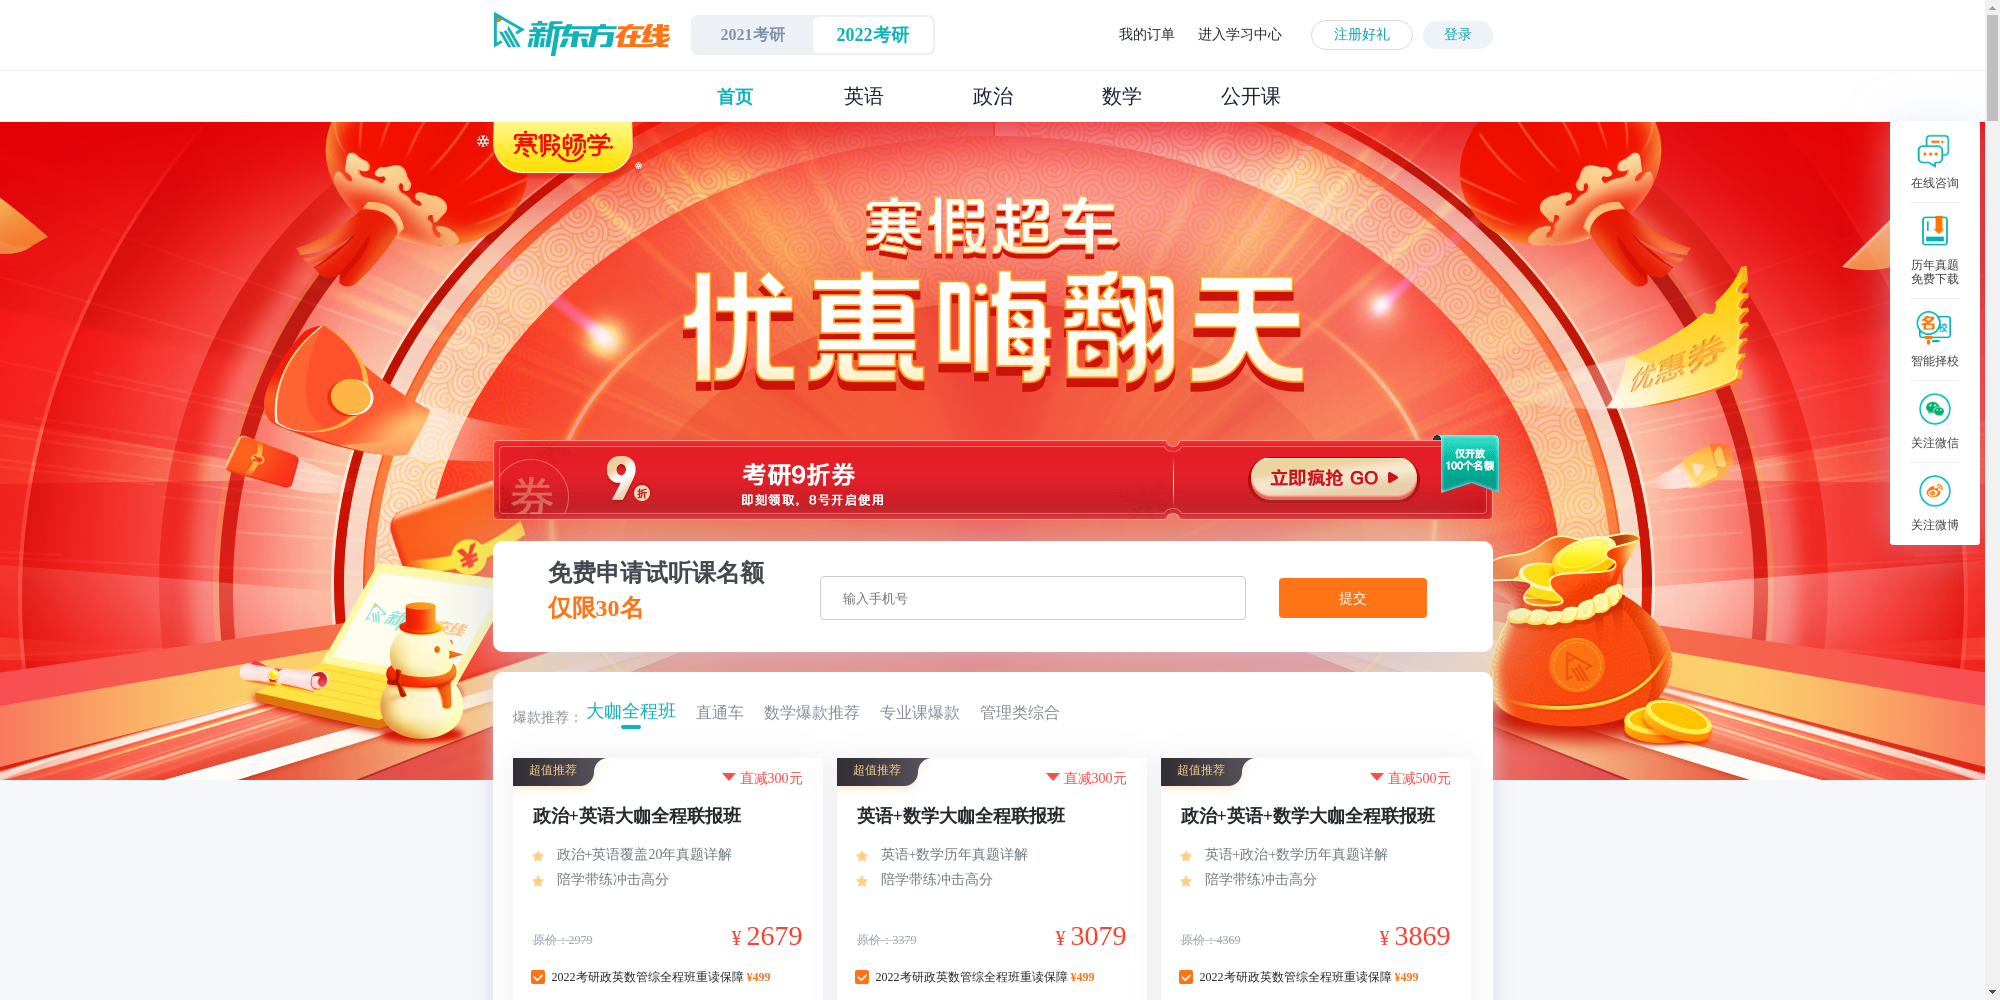 新东方在线
2021考研
2022考研
我的订单
进入学习中心
注册好礼
登录
首页
英语
政治
数学
公开课
寒假畅学
寒假超车
优惠嗨翻天
优惠券
券
9折
考研9折券
即刻领取，8号开启使用
立即疯抢 GO
仅开放
100个名额
在线咨询
历年真题
免费下载
名校
智能择校
关注微信
关注微博
免费申请试听课名额
仅限30名
输入手机号
提交
爆款推荐：
大咖全程班
直通车
数学爆款推荐
专业课爆款
管理类综合
超值推荐
直减300元
政治+英语大咖全程联报班
政治+英语覆盖20年真题详解
陪学带练冲击高分
原价：2979
¥ 2679
2022考研政英数管综全程班重读保障 ¥499
超值推荐
直减300元
英语+数学大咖全程联报班
英语+数学历年真题详解
陪学带练冲击高分
原价：3379
¥ 3079
2022考研政英数管综全程班重读保障 ¥499
超值推荐
直减500元
政治+英语+数学大咖全程联报班
英语+政治+数学历年真题详解
陪学带练冲击高分
原价：4369
¥ 3869
2022考研政英数管综全程班重读保障 ¥499